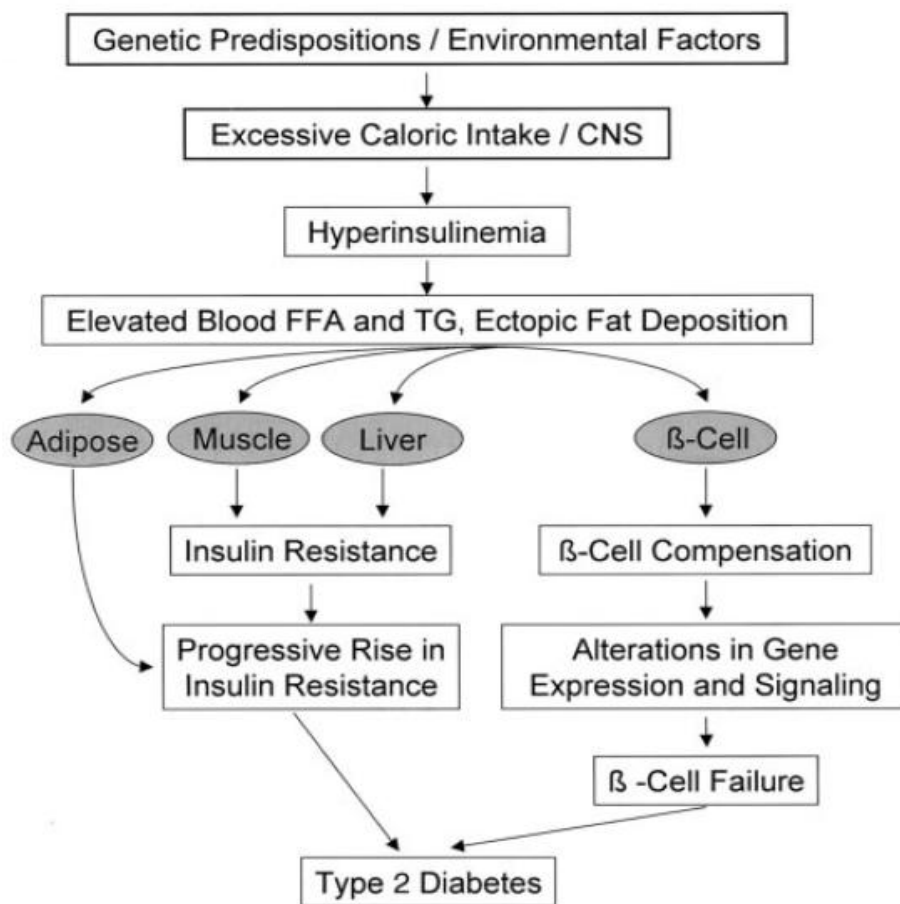 Genetic Predispositions / Environmental Factors
Excessive Caloric Intake / CNS
Hyperinsulinemia
Elevated Blood FFA and TG, Ectopic Fat Deposition
Adipose
Muscle
Liver
ß-Cell
Insulin Resistance
ß-Cell Compensation
Progressive Rise in
Insulin Resistance
Alterations in Gene
Expression and Signaling
ß -Cell Failure
Type 2 Diabetes